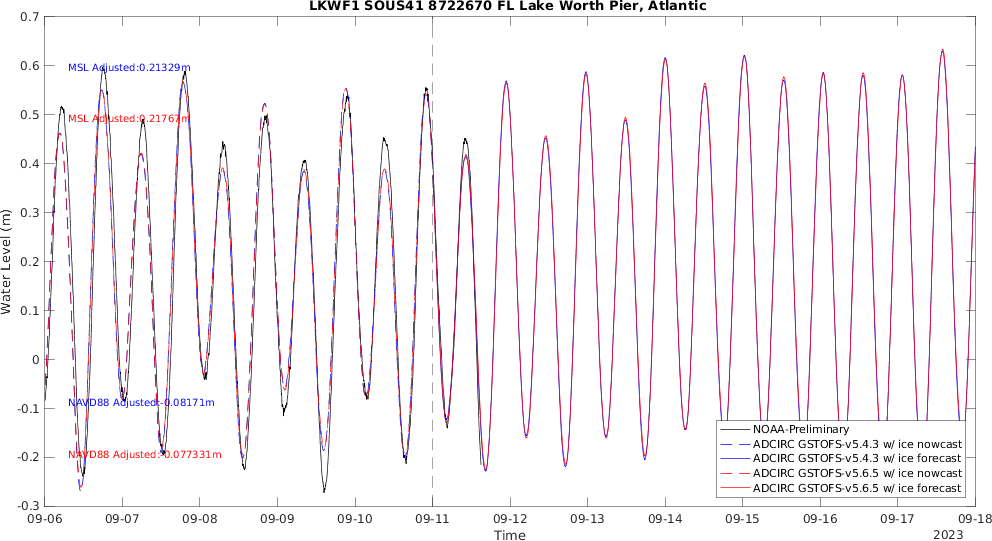 LKWF1 SOUS41 8722670 FL Lake Worth Pier, Atlantic
0.7
0.6
0.5
0.4
0.3
0.2
0.1
0
-0.1
-0.2
-0.3
Water Level (m)
MSL Adjusted:0.21329m
MSL Adjusted:0.21767m
NAVD88 Adjusted:-0.08171m
NAVD88 Adjusted:-0.077331m
NOAA-Preliminary
ADCIRC GSTOFS-v5.4.3 w/ ice nowcast
ADCIRC GSTOFS-v5.4.3 w/ ice forecast
ADCIRC GSTOFS-v5.6.5 w/ ice nowcast
ADCIRC GSTOFS-v5.6.5 w/ ice forecast
09-06 09-07 09-08 09-09 09-10 09-11 09-12 09-13 09-14 09-15 09-16 09-17 09-18
Time
2023